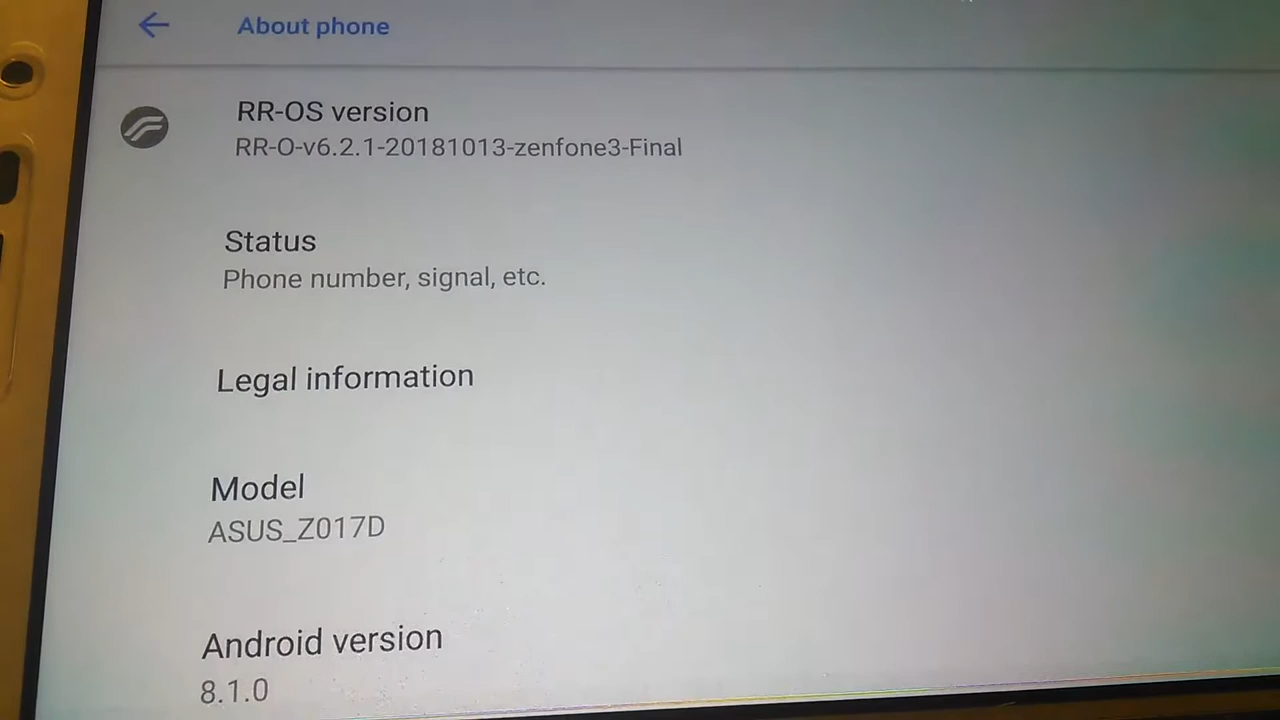 About phone
RR-OS version
RR-O-v6.2.1-20181013-zenfone3-Final
Status
Phone number, signal, etc.
Legal information
Model
ASUS_Z017D
Android version
8.1.0